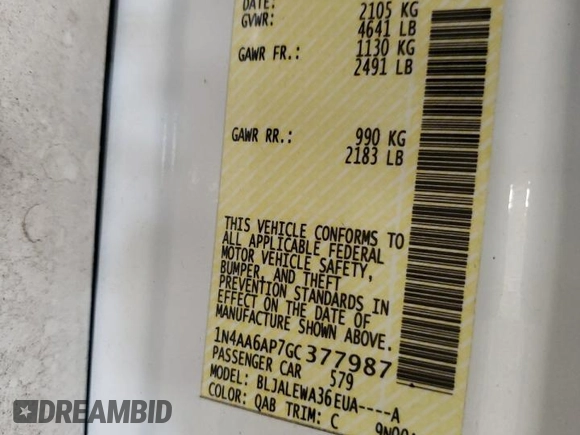 DATE:
GVWR: 2105 KG
4641 LB
GAWR FR.: 1130 KG
2491 LB
GAWR RR.: 990 KG
2183 LB
THIS VEHICLE CONFORMS TO
ALL APPLICABLE FEDERAL
MOTOR VEHICLE SAFETY,
BUMPER, AND THEFT
PREVENTION STANDARDS IN
EFFECT ON THE DATE OF
MANUFACTURE SHOWN ABOVE.
1N4AA6AP7GC377987
PASSENGER CAR 579
MODEL: BLJALEWA36EUA----A
COLOR: QAB TRIM: C
DREAMBID